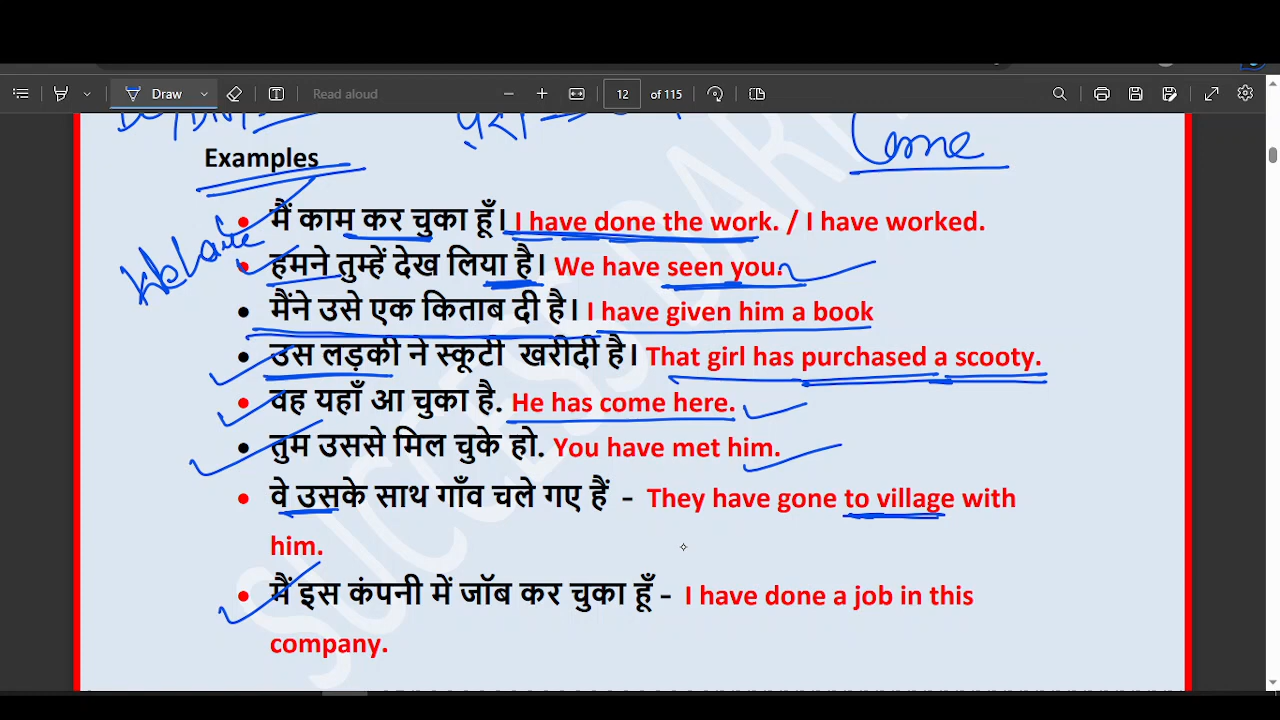 Draw
Read aloud
12 of 115
Come
Examples
मैं काम कर चुका हूँ। I have done the work. / I have worked.
हमने तुम्हें देख लिया है। We have seen you.
मैंने उसे एक किताब दी है। I have given him a book
उस लड़की ने स्कूटी खरीदी है। That girl has purchased a scooty.
वह यहाँ आ चुका है. He has come here.
तुम उससे मिल चुके हो. You have met him.
वे उसके साथ गाँव चले गए हैं - They have gone to village with
him.
मैं इस कंपनी में जॉब कर चुका हूँ - I have done a job in this
company.